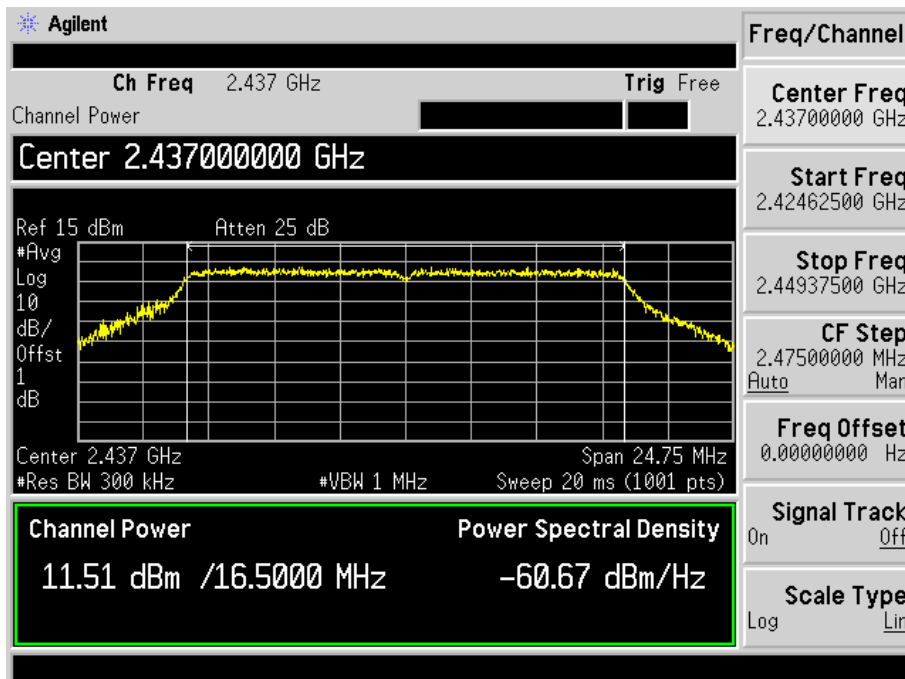 Agilent
Freq/Channel
Ch Freq 2.437 GHz Trig Free
Channel Power
Center 2.437000000 GHz
Ref 15 dBm Atten 25 dB
#Avg
Log
10
dB/
Offst
1
dB
Center 2.437 GHz Span 24.75 MHz
#Res BW 300 kHz #VBW 1 MHz Sweep 20 ms (1001 pts)
Channel Power Power Spectral Density
11.51 dBm /16.5000 MHz -60.67 dBm/Hz
Center Freq
2.43700000 GHz
Start Freq
2.42462500 GHz
Stop Freq
2.44937500 GHz
CF Step
2.47500000 MHz
Auto Man
Freq Offset
0.00000000 Hz
Signal Track
On Off
Scale Type
Log Lin